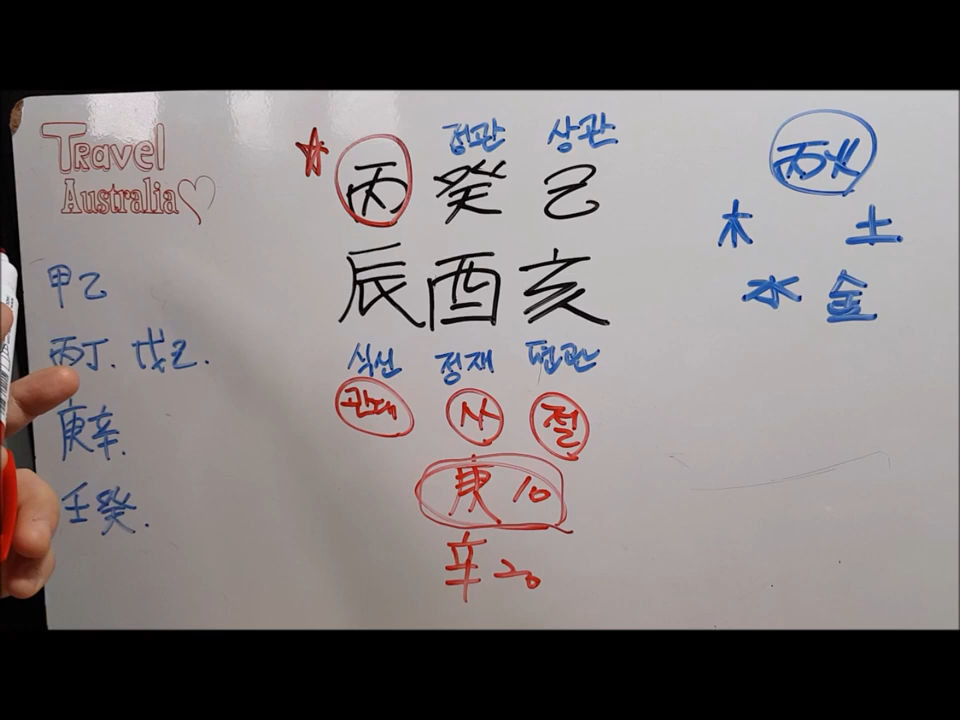 Travel
Australia
甲乙
丙丁. 戊己.
庚辛.
壬癸.
정관 상관
丙 癸 己
辰 酉 亥
식신 정재 편관
관대 사 절
庚 10
辛 20
丙火
木 土
水 金